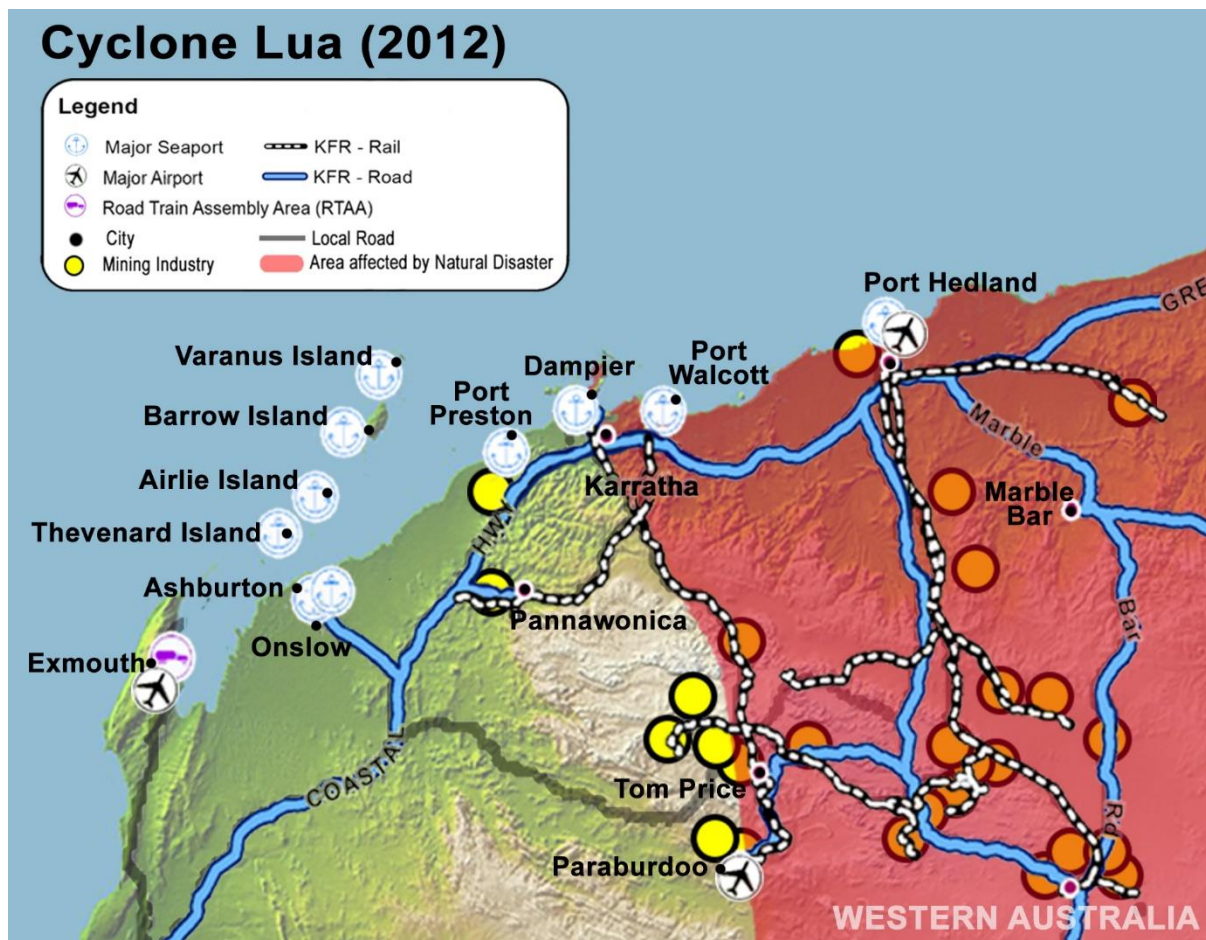 Cyclone Lua (2012)
Legend
Major Seaport
KFR - Rail
Major Airport
KFR - Road
Road Train Assembly Area (RTAA)
City
Local Road
Mining Industry
Area affected by Natural Disaster
Port Hedland
GRE
Varanus Island
Dampier
Port
Walcott
Port
Preston
Barrow Island
Marble
Airlie Island
Karratha
Marble
Bar
HWY
Thevenard Island
Ashburton
Pannawonica
Bar
Onslow
Exmouth
COASTAL
Tom Price
Rd
Paraburdoo
WESTERN AUSTRALIA